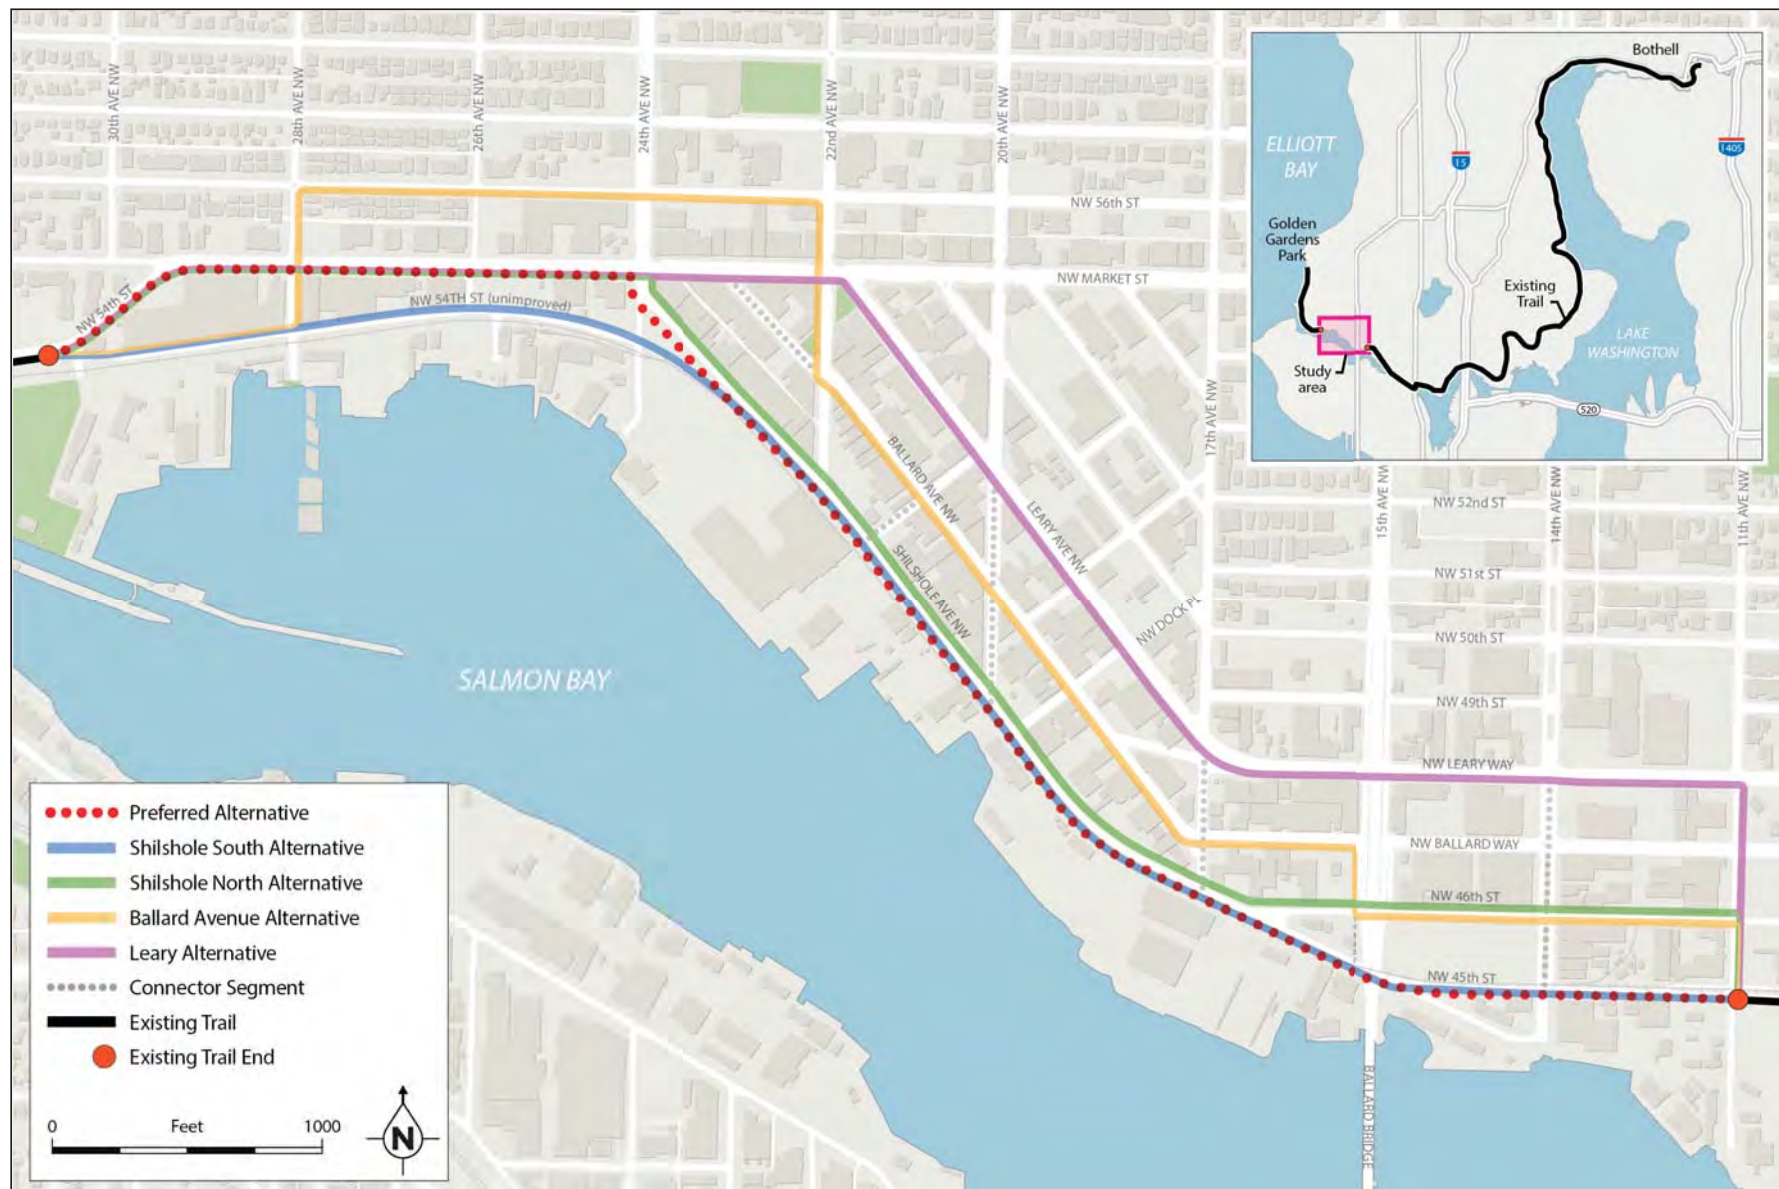 30th AVE NW
28th AVE NW
26th AVE NW
24th AVE NW
22nd AVE NW
20th AVE NW
NW 56th ST
NW MARKET ST
NW 54th ST
NW 54TH ST (unimproved)
17th AVE NW
15th AVE NW
14th AVE NW
11th AVE NW
NW 52nd ST
NW 51st ST
NW 50th ST
NW 49th ST
BALLARD AVE NW
LEARY AVE NW
SHILSHOLE AVE NW
NW DOCK PL
NW LEARY WAY
NW BALLARD WAY
NW 46th ST
NW 45th ST
BALLARD BRIDGE
SALMON BAY
Bothell
ELLIOTT
BAY
15
1405
Golden
Gardens
Park
Existing
Trail
LAKE
WASHINGTON
Study
area
520
Preferred Alternative
Shilshole South Alternative
Shilshole North Alternative
Ballard Avenue Alternative
Leary Alternative
Connector Segment
Existing Trail
Existing Trail End
0 Feet 1000
N